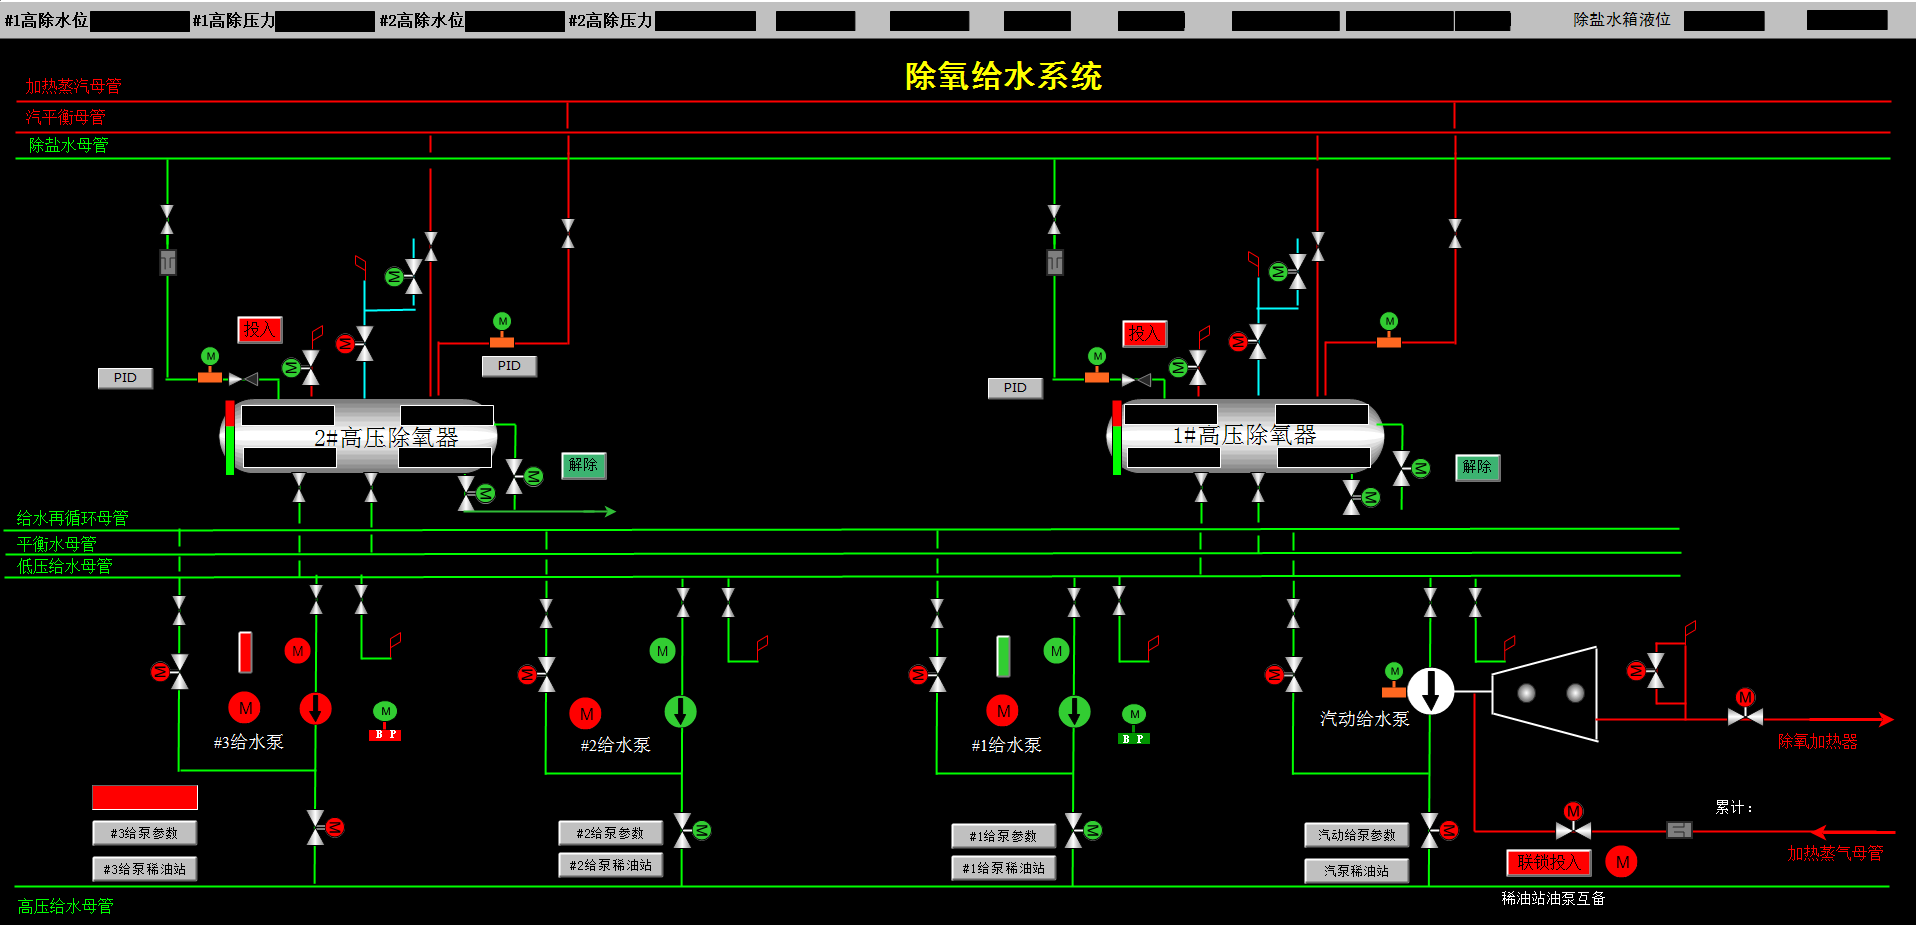 #1高除水位 #1高除压力 #2高除水位 #2高除压力 除盐水箱液位
除氧给水系统
加热蒸汽母管
汽平衡母管
除盐水母管
M M
投入 M M 投入 M M
PID M M PID
PID M M
2#高压除氧器 1#高压除氧器
解除 解除
M M M M
给水再循环母管
平衡水母管
低压给水母管
M M M
M M M M M M
M M M M
B P B P
#3给水泵 #2给水泵 #1给水泵 汽动给水泵
除氧加热器
累计：
M M M M M
#3给泵参数 #2给泵参数 #1给泵参数 汽动给泵参数
加热蒸气母管
#3给泵稀油站 #2给泵稀油站 #1给泵稀油站 汽泵稀油站 联锁投入 M
稀油站油泵互备
高压给水母管